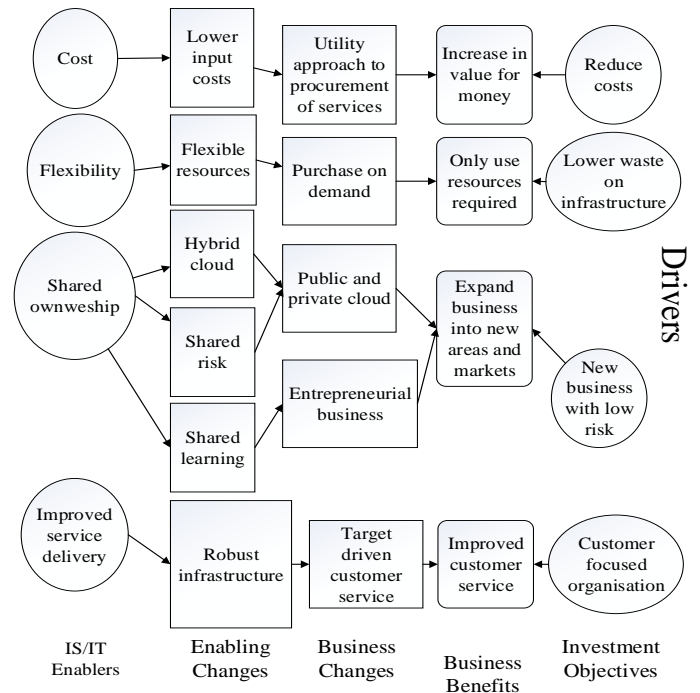 Cost
Lower
input
costs
Utility
approach to
procurement
of services
Increase in
value for
money
Reduce
costs
Flexibility
Flexible
resources
Purchase on
demand
Only use
resources
required
Lower waste
on
infrastructure
Shared
ownweship
Hybrid
cloud
Shared
risk
Shared
learning
Public and
private cloud
Entrepreneurial
business
Expand
business
into new
areas and
markets
New
business
with low
risk
Drivers
Improved
service
delivery
Robust
infrastructure
Target
driven
customer
service
Improved
customer
service
Customer
focused
organisation
IS/IT
Enablers
Enabling
Changes
Business
Changes
Business
Benefits
Investment
Objectives